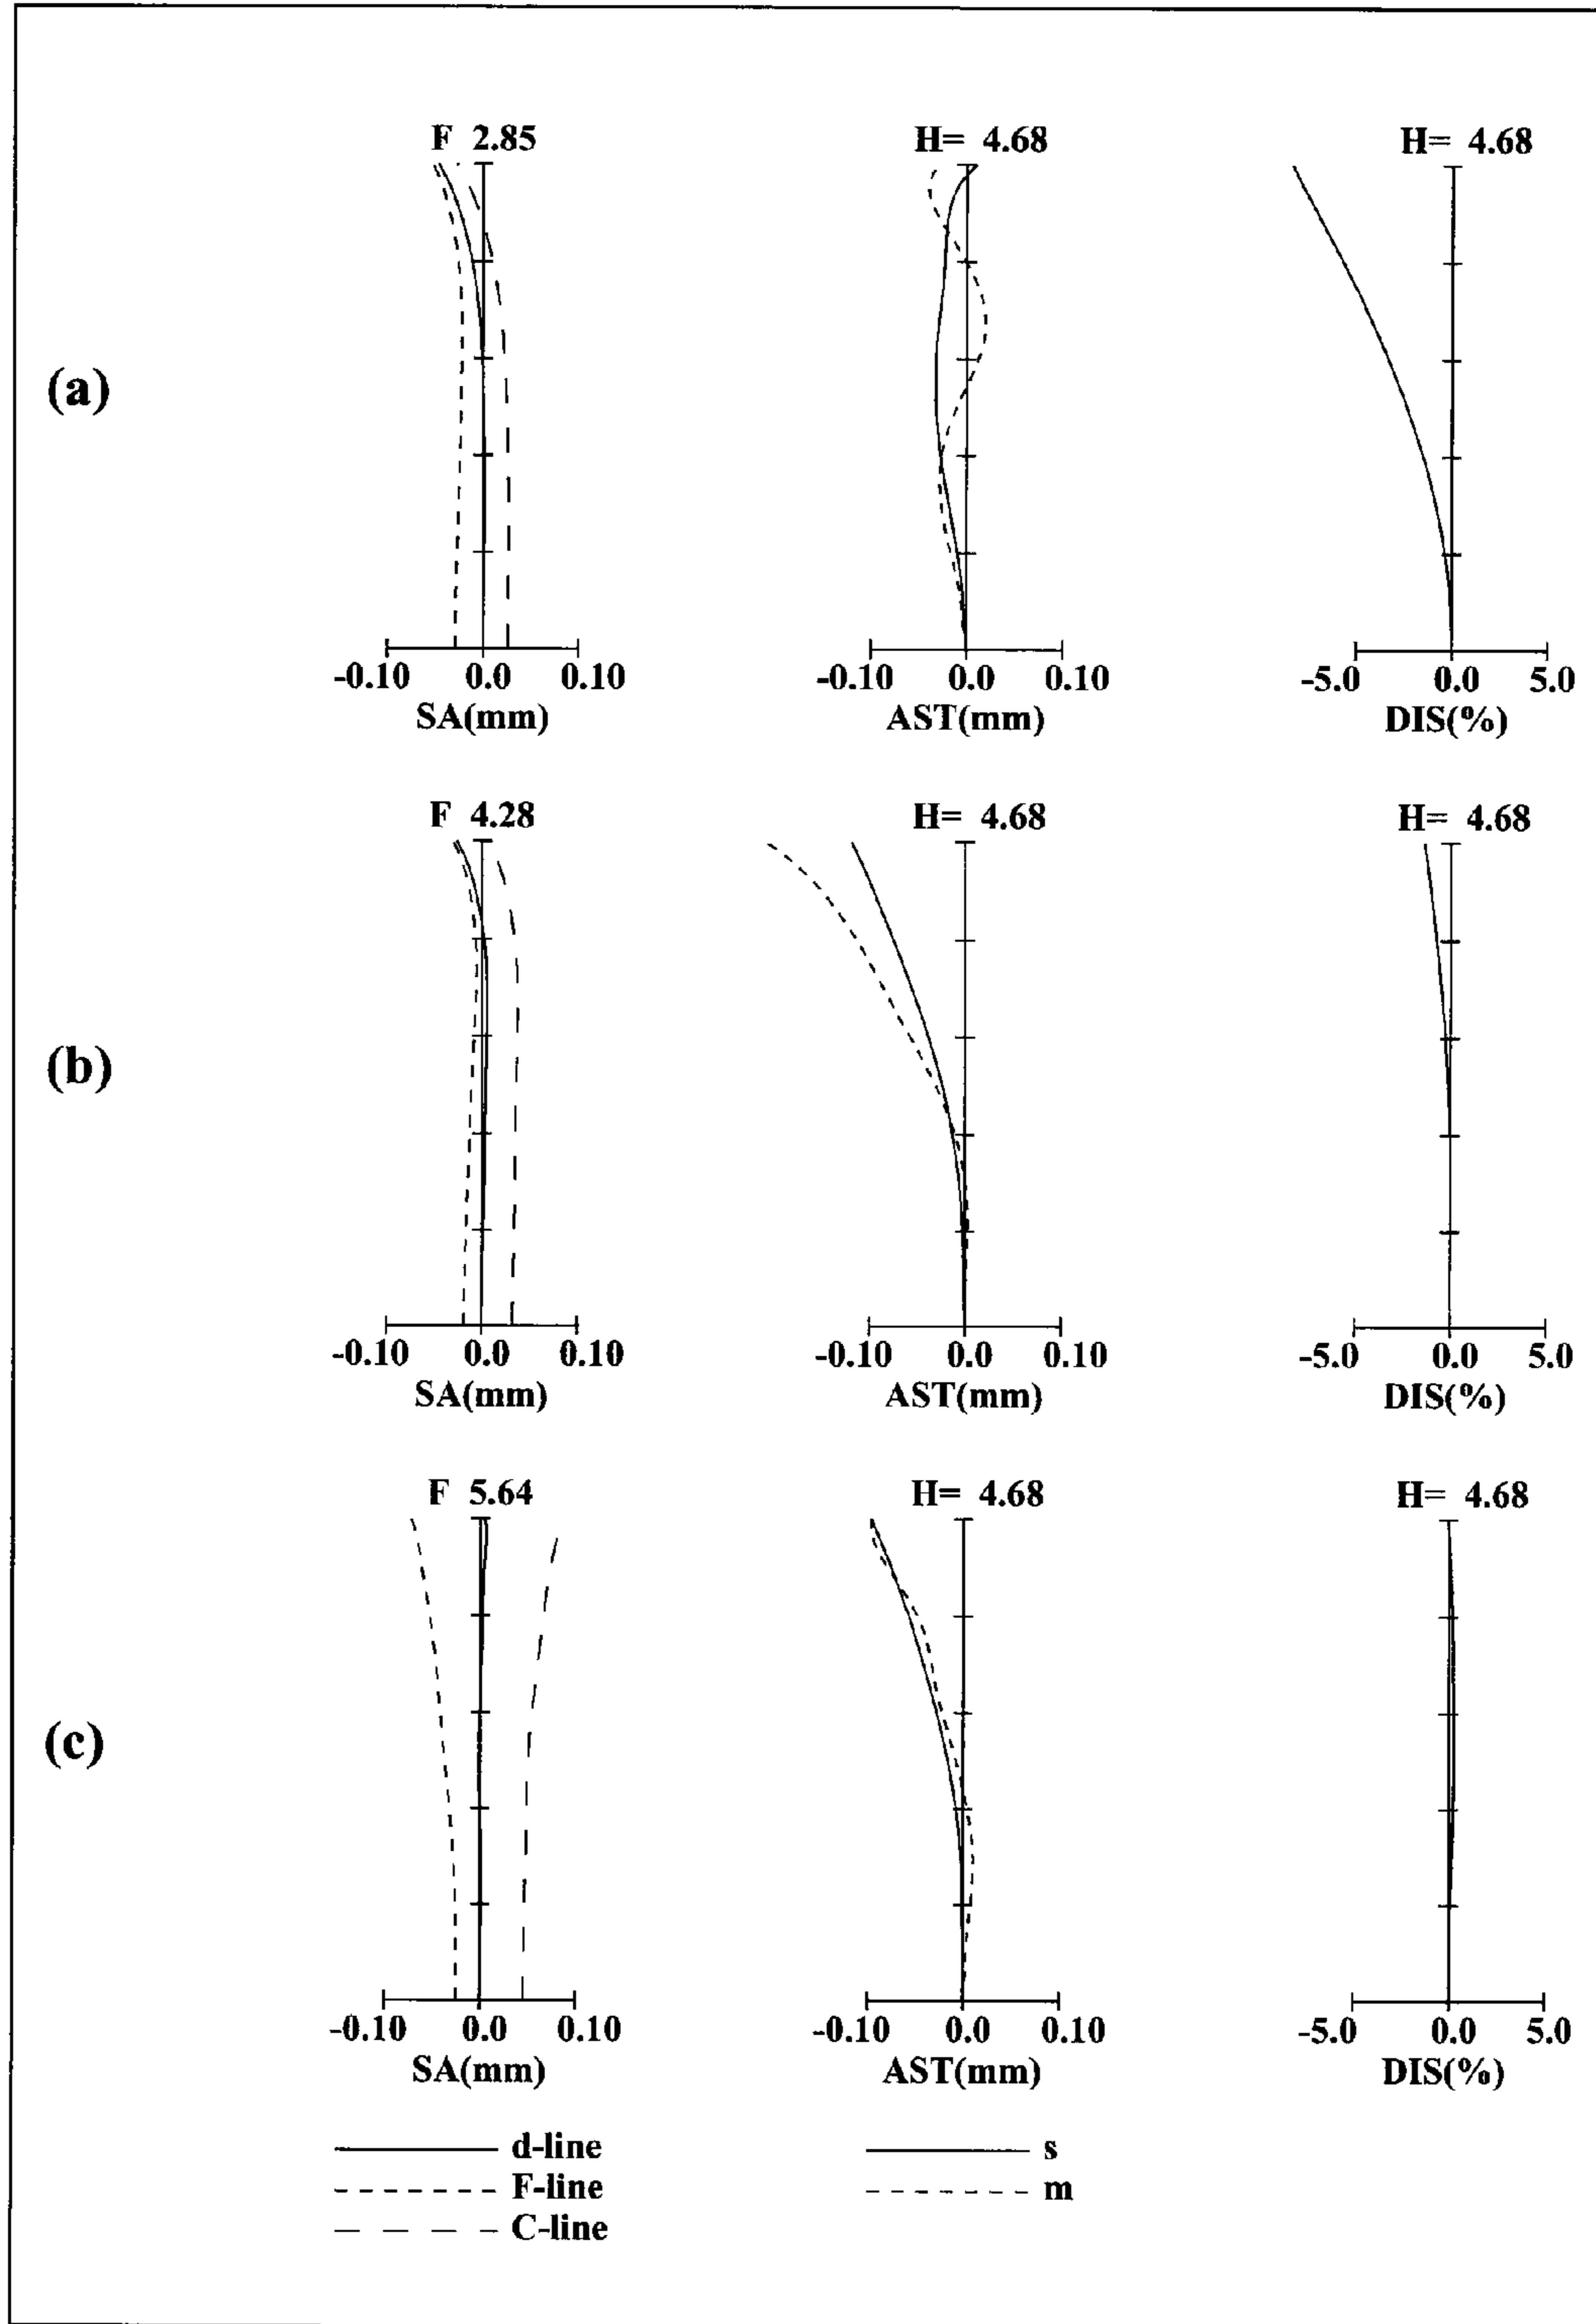 F 2.85 H= 4.68 H= 4.68
(a)
-0.10 0.0 0.10 -0.10 0.0 0.10 -5.0 0.0 5.0
SA(mm) AST(mm) DIS(%)
F 4.28 H= 4.68 H= 4.68
(b)
-0.10 0.0 0.10 -0.10 0.0 0.10 -5.0 0.0 5.0
SA(mm) AST(mm) DIS(%)
F 5.64 H= 4.68 H= 4.68
(c)
-0.10 0.0 0.10 -0.10 0.0 0.10 -5.0 0.0 5.0
SA(mm) AST(mm) DIS(%)
d-line s
F-line m
C-line